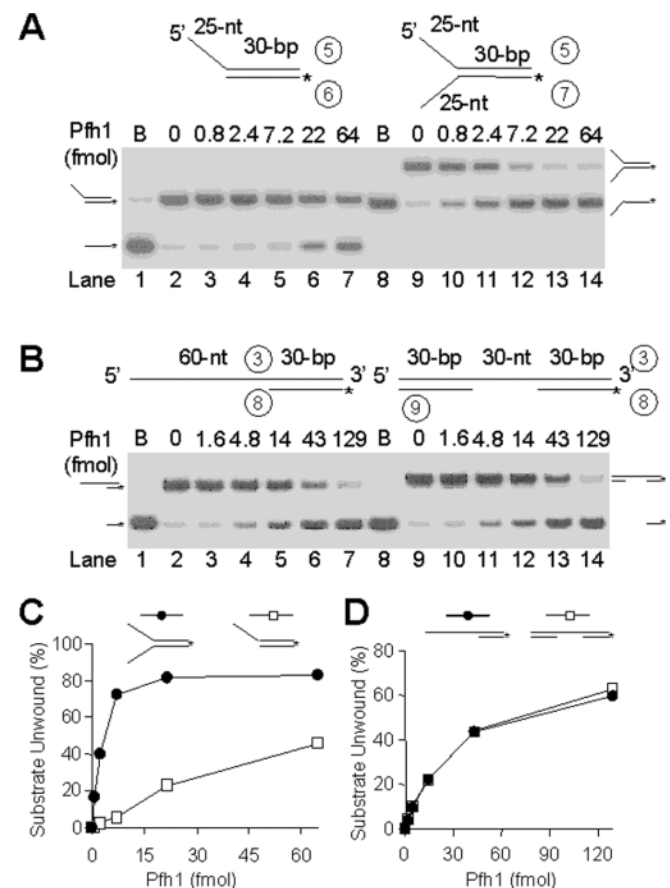 A
5' 25-nt 5' 25-nt
30-bp 5 30-bp 5
* 6 * 7
25-nt
Pfh1 B 0 0.8 2.4 7.2 22 64 B 0 0.8 2.4 7.2 22 64
(fmol)
Lane 1 2 3 4 5 6 7 8 9 10 11 12 13 14
B
60-nt 3 30-bp 30-bp 30-nt 30-bp 3
5' 3' 5' 3'
8 * 9 * 8
Pfh1 B 0 1.6 4.8 14 43 129 B 0 1.6 4.8 14 43 129
(fmol)
Lane 1 2 3 4 5 6 7 8 9 10 11 12 13 14
C
Substrate Unwound (%)
100
80
60
40
20
0
0 15 30 45 60
Pfh1 (fmol)
D
Substrate Unwound (%)
80
60
40
20
0
0 30 60 90 120
Pfh1 (fmol)